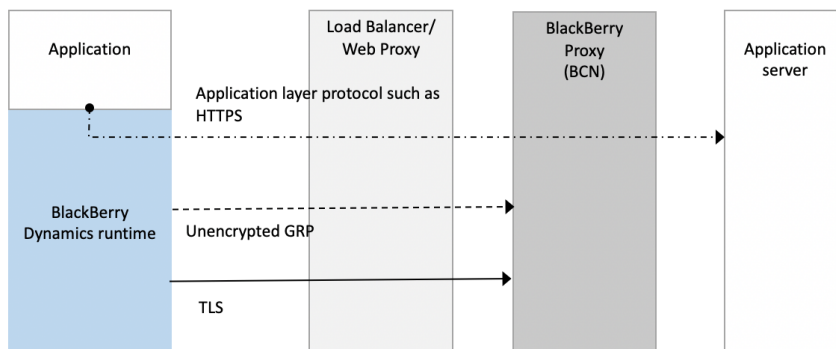 Application
Load Balancer/
Web Proxy
BlackBerry
Proxy
(BCN)
Application
server
Application layer protocol such as
HTTPS
BlackBerry
Dynamics runtime
Unencrypted GRP
TLS